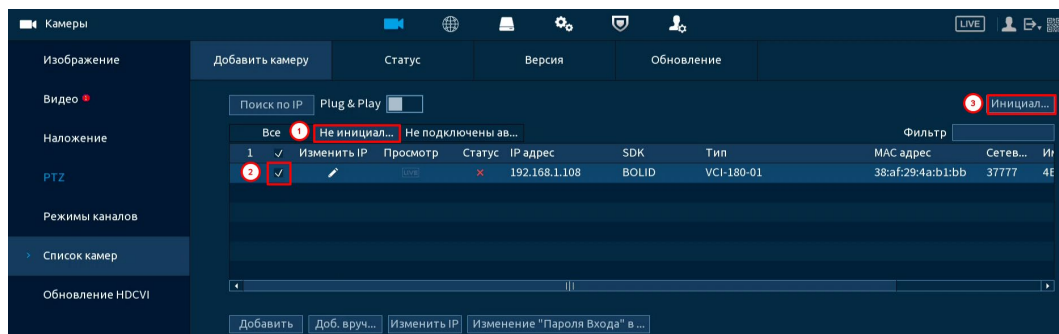 Камеры LIVE
Изображение
Видео
Наложение
PTZ
Режимы каналов
Список камер
Обновление HDCVI
Добавить камеру Статус Версия Обновление
Поиск по IP Plug & Play 3 Инициал...
Все 1 Не инициал... Не подключены ав... Фильтр
1 Изменить IP Просмотр Статус IP адрес SDK Тип MAC адрес Сетев...
2 LIVE 192.168.1.108 BOLID VCI-180-01 38:af:29:4a:b1:bb 37777
Добавить Доб. вруч... Изменить IP Изменение "Пароля Входа" в ...